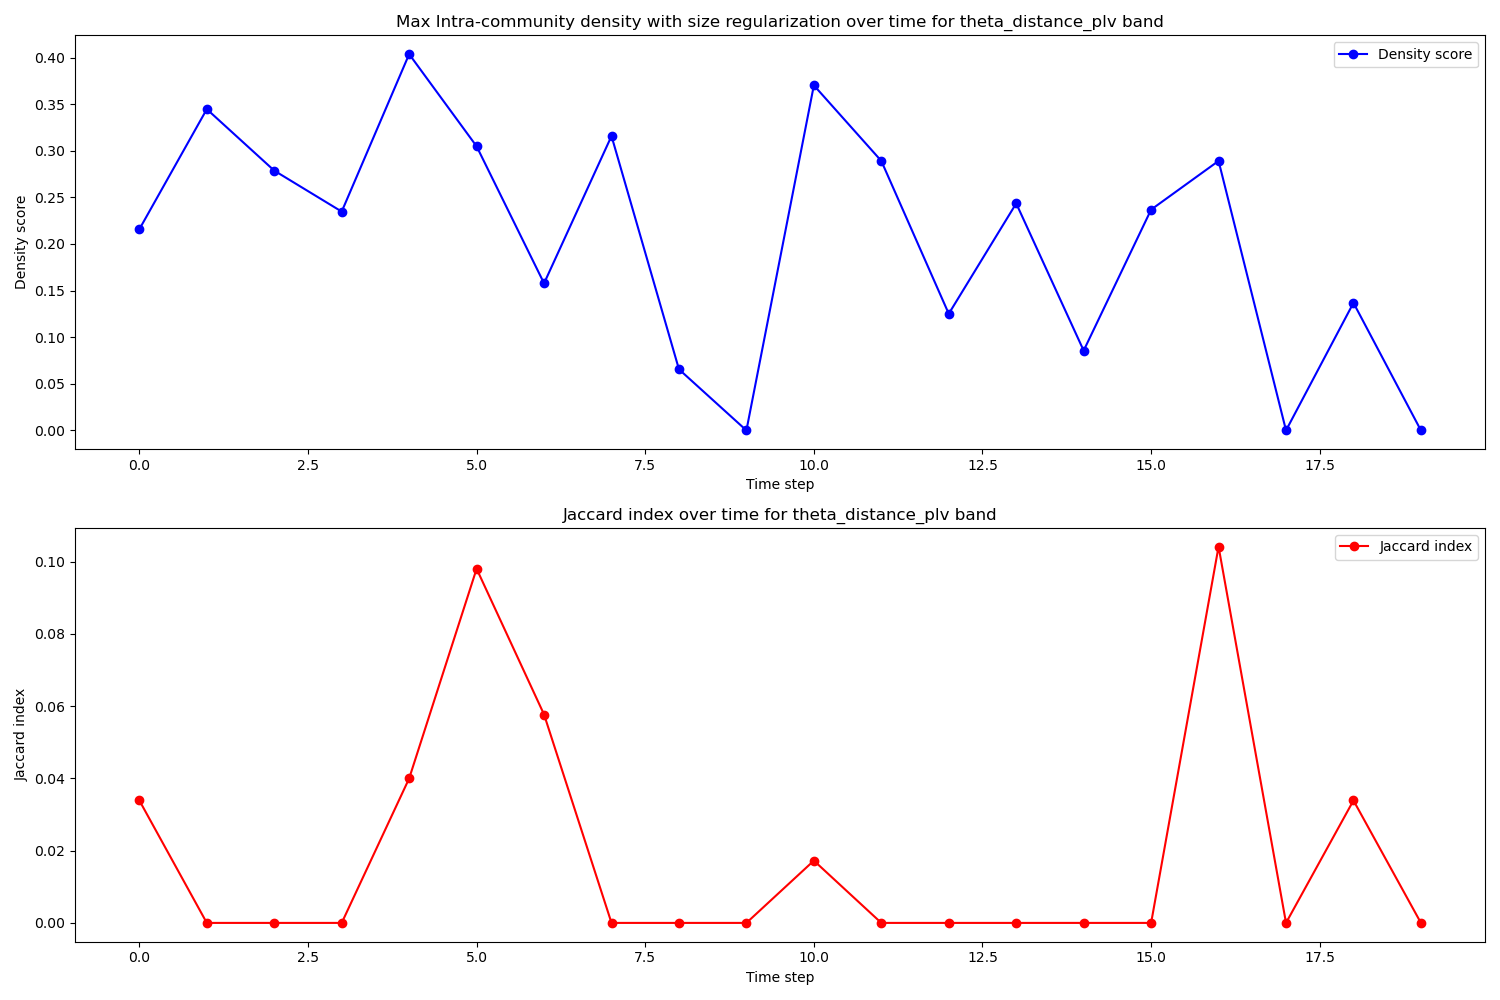 Max Intra-community density with size regularization over time for theta_distance_plv band
Density score
0.40
0.35
0.30
0.25
0.20
0.15
0.10
0.05
0.00
Density score
0.0 2.5 5.0 7.5 10.0 12.5 15.0 17.5
Time step
Jaccard index over time for theta_distance_plv band
Jaccard index
0.10
0.08
0.06
0.04
0.02
0.00
Jaccard index
0.0 2.5 5.0 7.5 10.0 12.5 15.0 17.5
Time step